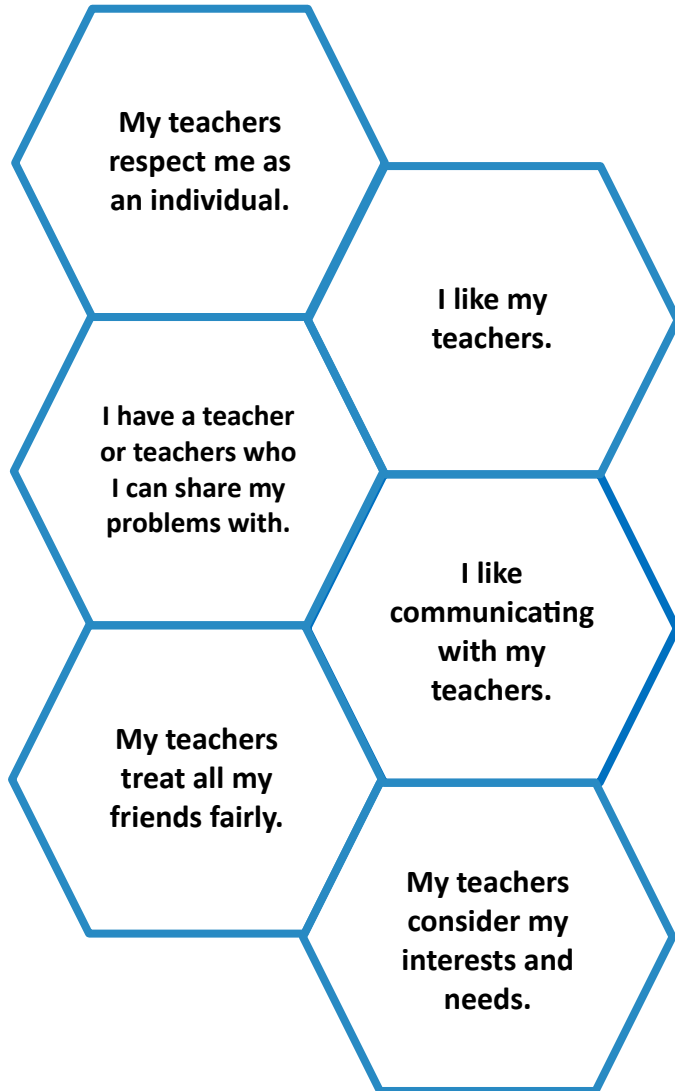 My teachers
respect me as
an individual.
I like my
teachers.
I have a teacher
or teachers who
I can share my
problems with.
I like
communicating
with my
teachers.
My teachers
treat all my
friends fairly.
My teachers
consider my
interests and
needs.